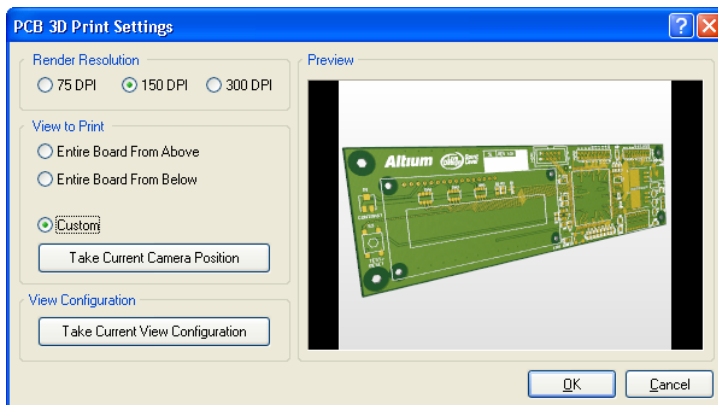 PCB 3D Print Settings
Render Resolution
75 DPI 150 DPI 300 DPI
View to Print
Entire Board From Above
Entire Board From Below
Custom
Take Current Camera Position
View Configuration
Take Current View Configuration
Preview
Altium
OK Cancel